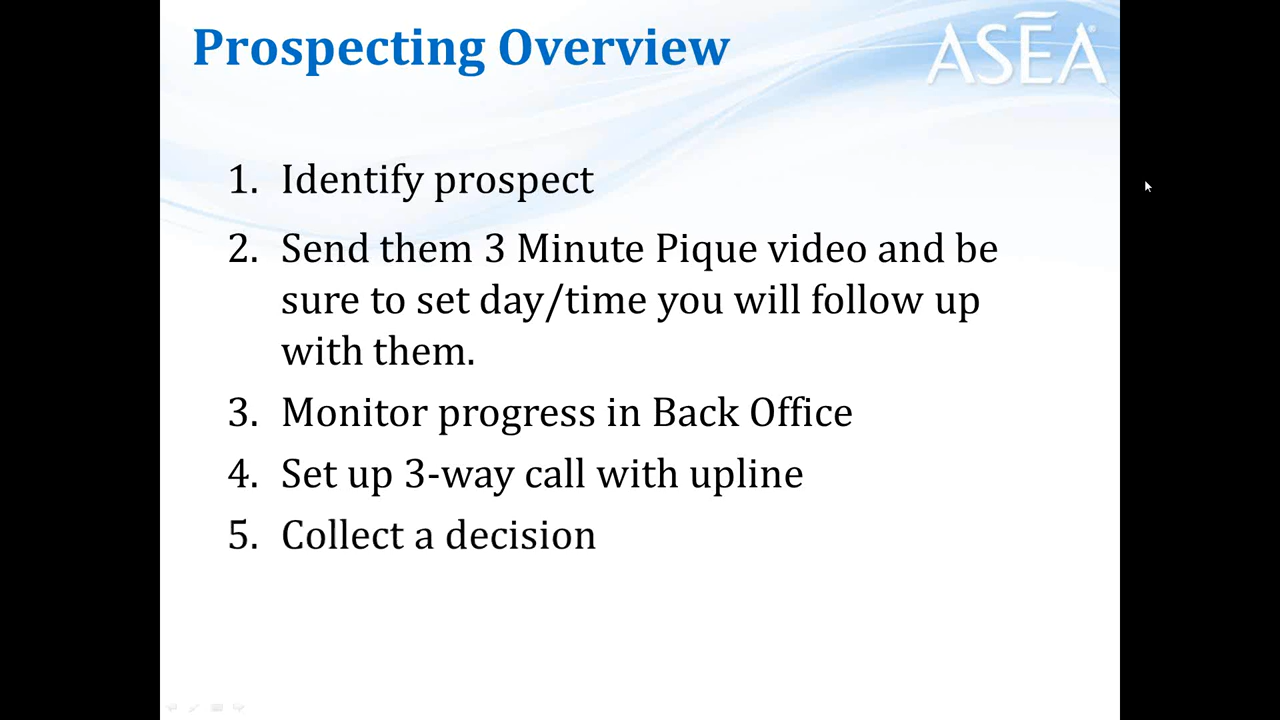 Prospecting Overview
ASEA
1. Identify prospect
2. Send them 3 Minute Pique video and be
sure to set day/time you will follow up
with them.
3. Monitor progress in Back Office
4. Set up 3-way call with upline
5. Collect a decision